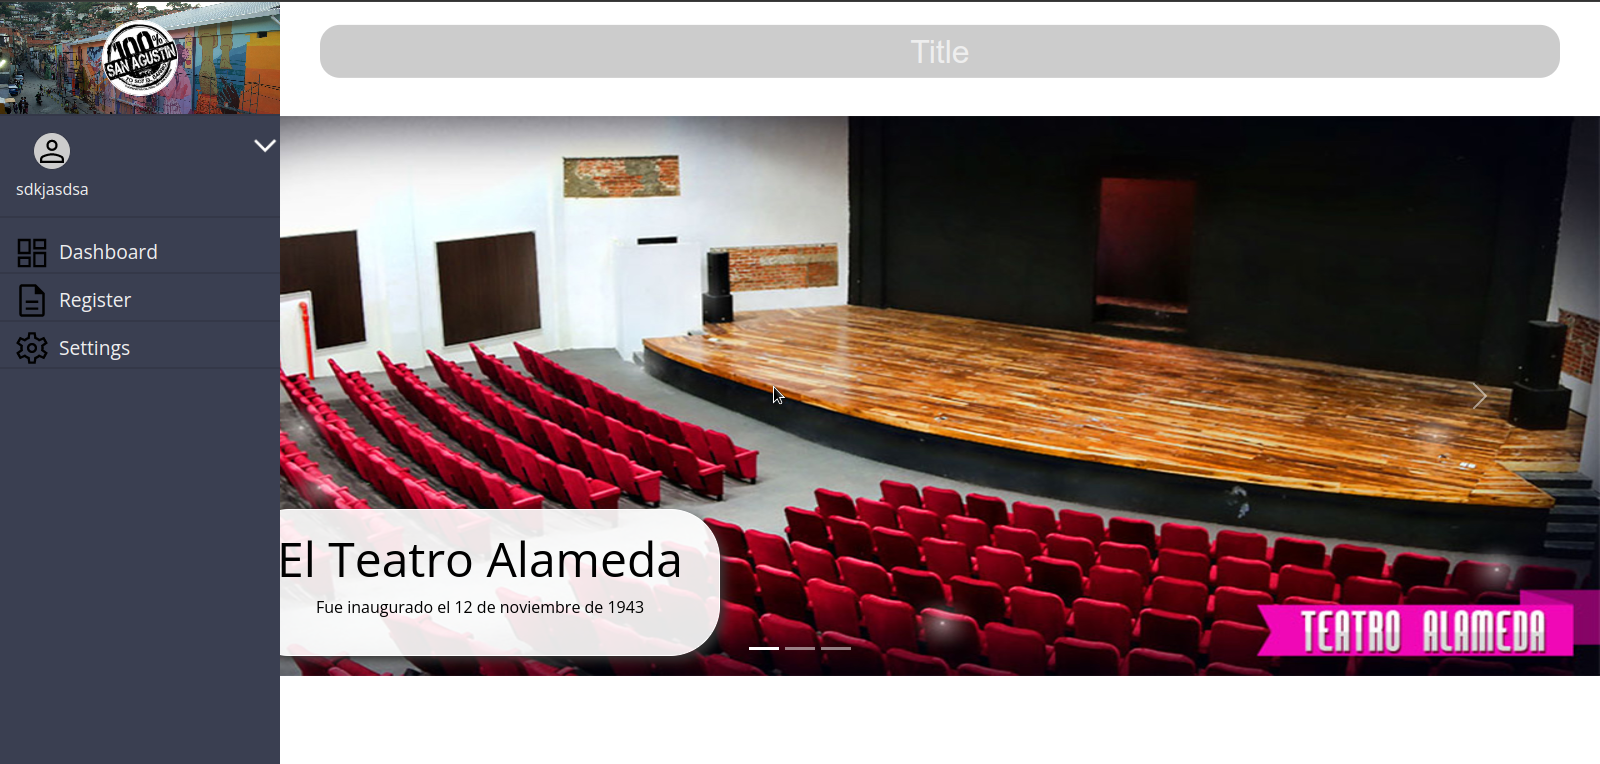 100%
SAN AGUSTIN
sdkjasdsa
Dashboard
Register
Settings
Title
El Teatro Alameda
Fue inaugurado el 12 de noviembre de 1943
TEATRO ALAMEDA